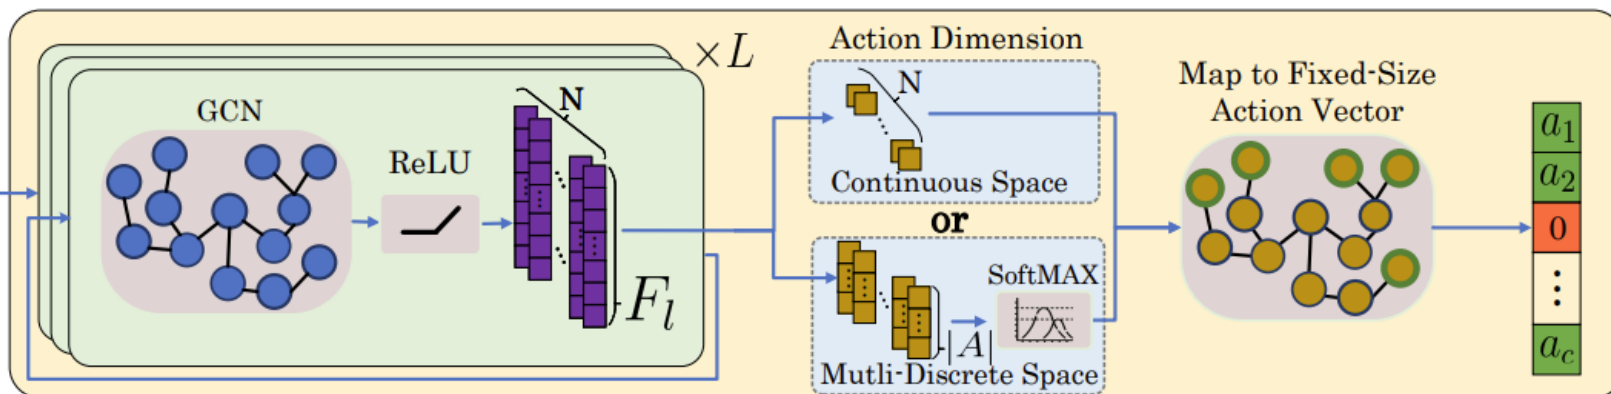 ×L
GCN
ReLU
N
F_l
Action Dimension
N
Continuous Space
or
SoftMAX
|A|
Mutli-Discrete Space
Map to Fixed-Size
Action Vector
a_1
a_2
0
⋮
a_c